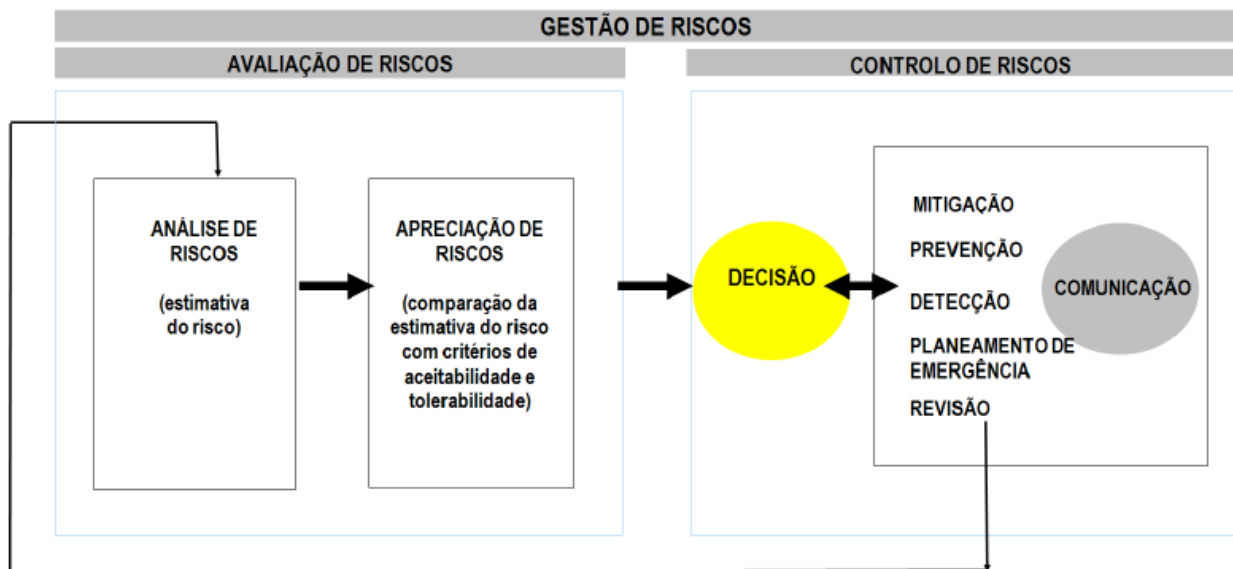 GESTÃO DE RISCOS
AVALIAÇÃO DE RISCOS
CONTROLO DE RISCOS
ANÁLISE DE
RISCOS
(estimativa
do risco)
APRECIAÇÃO DE
RISCOS
(comparação da
estimativa do risco
com critérios de
aceitabilidade e
tolerabilidade)
DECISÃO
MITIGAÇÃO
PREVENÇÃO
DETECÇÃO
PLANEAMENTO DE
EMERGÊNCIA
REVISÃO
COMUNICAÇÃO